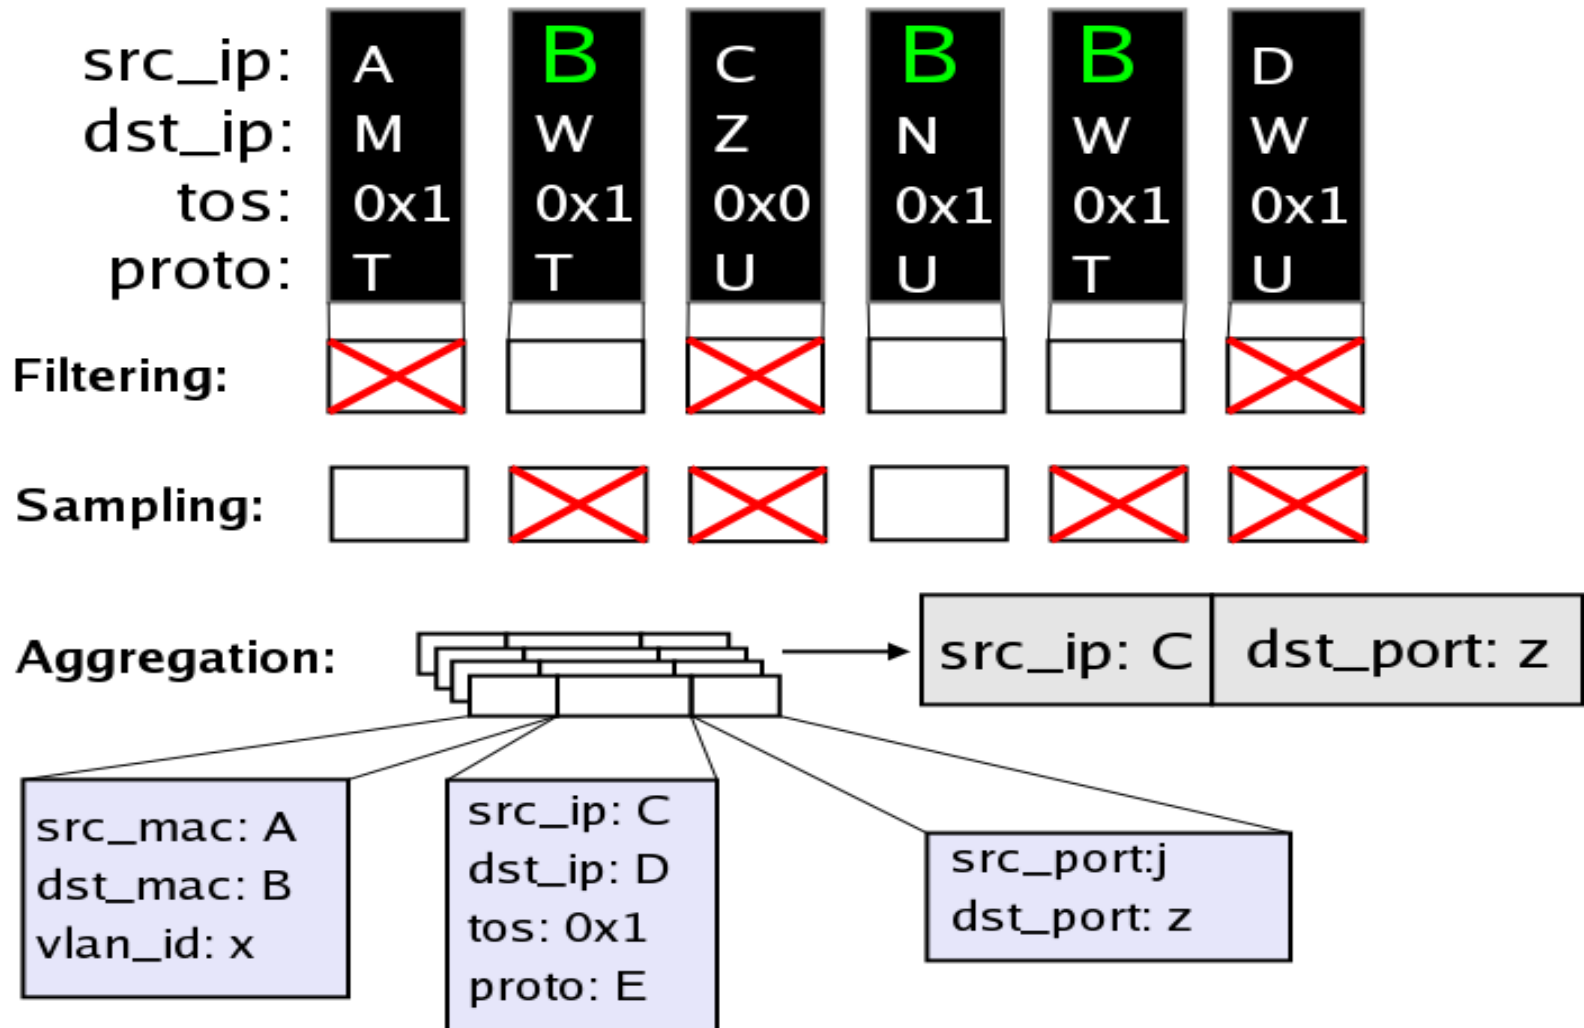 src_ip: A B C B B D
dst_ip: M W Z N W W
tos: 0x1 0x1 0x0 0x1 0x1 0x1
proto: T T U U T U
Filtering:
Sampling:
Aggregation:
src_ip: C dst_port: z
src_mac: A
dst_mac: B
vlan_id: x
src_ip: C
dst_ip: D
tos: 0x1
proto: E
src_port:j
dst_port: z